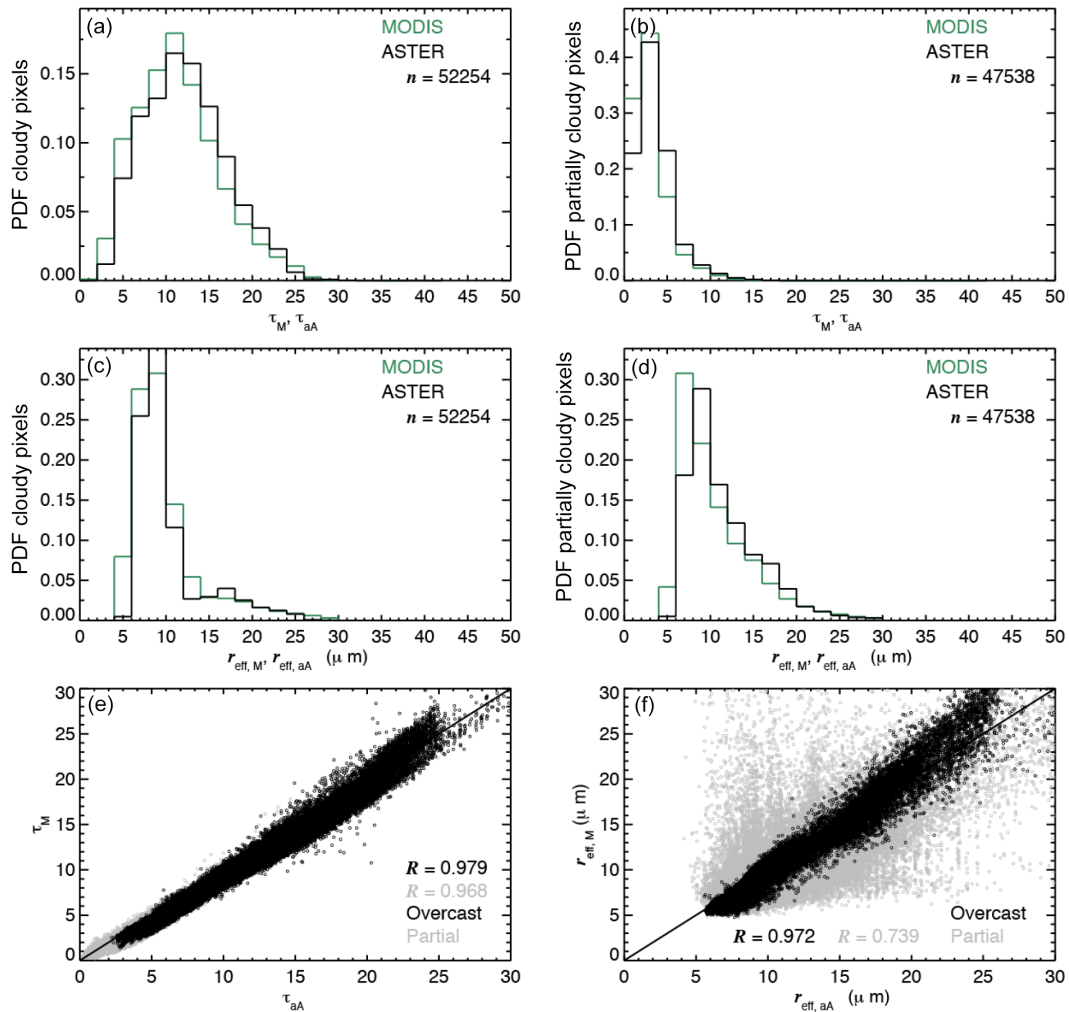 (a)
MODIS
ASTER
n = 52254
PDF cloudy pixels
0.15
0.10
0.05
0.00
0 5 10 15 20 25 30 35 40 45 50
τM, τaA
(b)
MODIS
ASTER
n = 47538
PDF partially cloudy pixels
0.4
0.3
0.2
0.1
0.0
0 5 10 15 20 25 30 35 40 45 50
τM, τaA
(c)
MODIS
ASTER
n = 52254
PDF cloudy pixels
0.30
0.25
0.20
0.15
0.10
0.05
0.00
0 5 10 15 20 25 30 35 40 45 50
reff, M, reff, aA (μ m)
(d)
MODIS
ASTER
n = 47538
PDF partially cloudy pixels
0.30
0.25
0.20
0.15
0.10
0.05
0.00
0 5 10 15 20 25 30 35 40 45 50
reff, M, reff, aA (μ m)
(e)
τM
30
25
20
15
10
5
0
R = 0.979
R = 0.968
Overcast
Partial
0 5 10 15 20 25 30
τaA
(f)
reff, M (μ m)
30
25
20
15
10
5
0
Overcast
R = 0.972 R = 0.739 Partial
0 5 10 15 20 25 30
reff, aA (μ m)